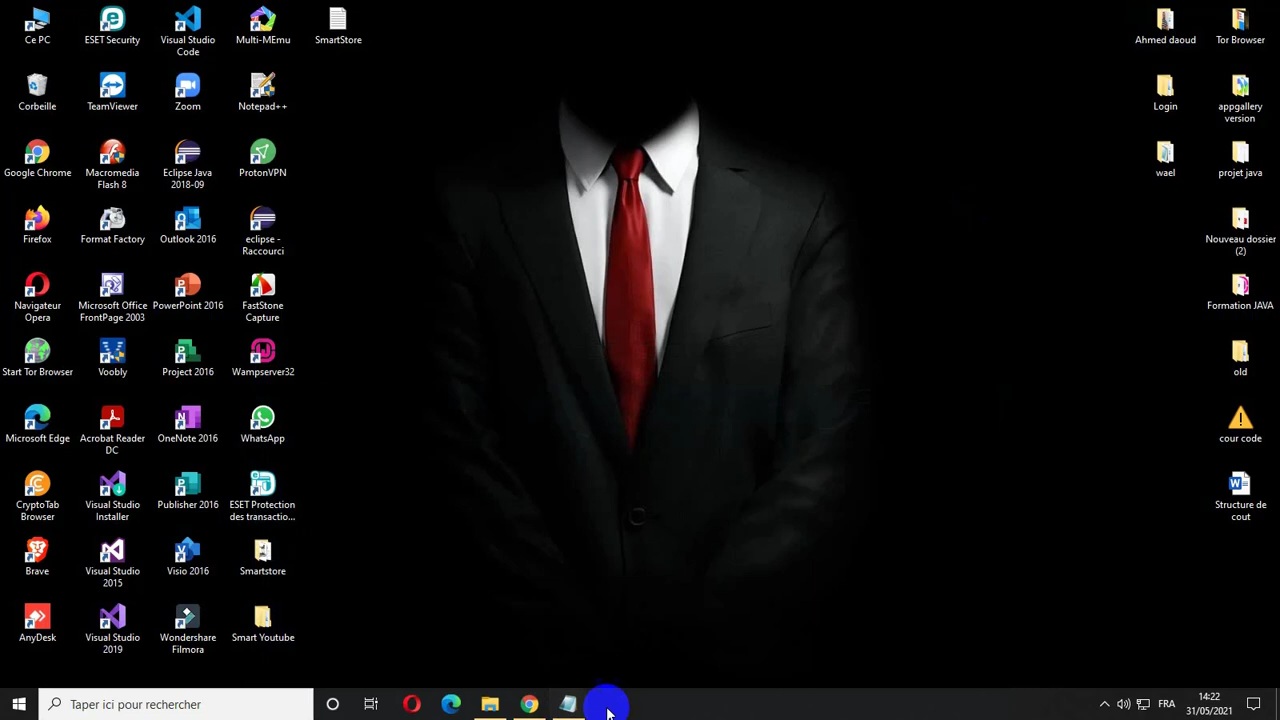 Ce PC
ESET Security
Visual Studio
Code
Multi-MEmu
SmartStore
Corbeille
TeamViewer
Zoom
Notepad++
Google Chrome
Macromedia
Flash 8
Eclipse Java
2018-09
ProtonVPN
Firefox
Format Factory
Outlook 2016
eclipse -
Raccourci
Navigateur
Opera
Microsoft Office
FrontPage 2003
PowerPoint 2016
FastStone
Capture
Start Tor Browser
Voobly
Project 2016
Wampserver32
Microsoft Edge
Acrobat Reader
DC
OneNote 2016
WhatsApp
CryptoTab
Browser
Visual Studio
Installer
Publisher 2016
ESET Protection
des transactio...
Brave
Visual Studio
2015
Visio 2016
Smartstore
AnyDesk
Visual Studio
2019
Wondershare
Filmora
Smart Youtube
Ahmed daoud
Tor Browser
Login
appgallery
version
wael
projet java
Nouveau dossier
(2)
Formation JAVA
old
cour code
Structure de
cout
Taper ici pour rechercher
FRA
14:22
31/05/2021